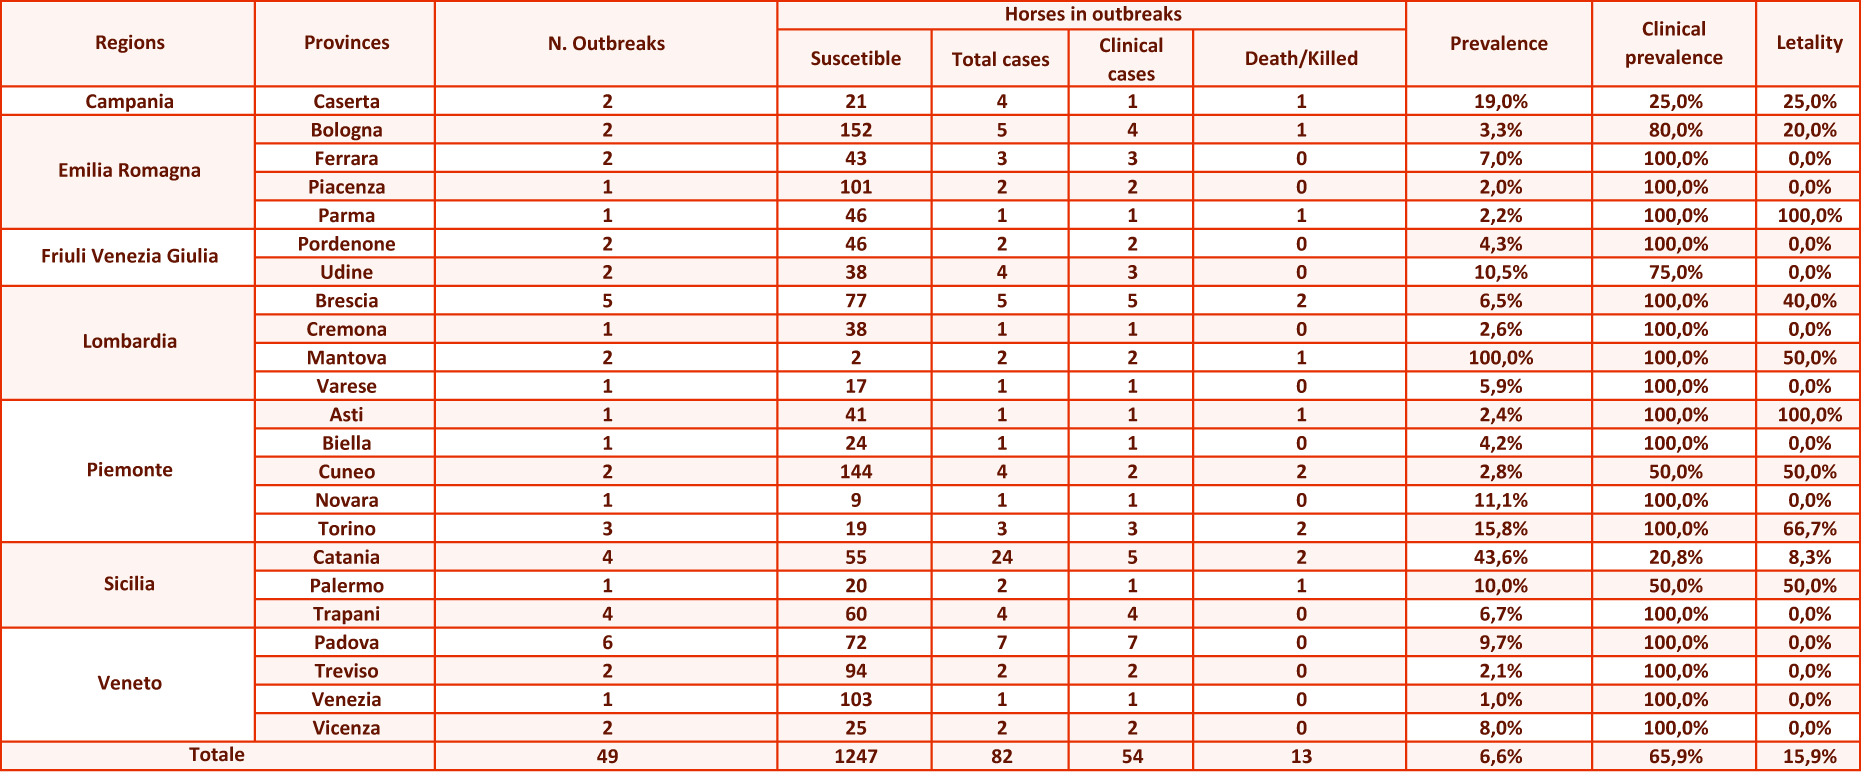 Regions Provinces N. Outbreaks Horses in outbreaks Prevalence Clinical prevalence Letality
Suscetible Total cases Clinical cases Death/Killed
Campania Caserta 2 21 4 1 1 19,0% 25,0% 25,0%
Emilia Romagna Bologna 2 152 5 4 1 3,3% 80,0% 20,0%
Ferrara 2 43 3 3 0 7,0% 100,0% 0,0%
Piacenza 1 101 2 2 0 2,0% 100,0% 0,0%
Parma 1 46 1 1 1 2,2% 100,0% 100,0%
Friuli Venezia Giulia Pordenone 2 46 2 2 0 4,3% 100,0% 0,0%
Udine 2 38 4 3 0 10,5% 75,0% 0,0%
Lombardia Brescia 5 77 5 5 2 6,5% 100,0% 40,0%
Cremona 1 38 1 1 0 2,6% 100,0% 0,0%
Mantova 2 2 2 2 1 100,0% 100,0% 50,0%
Varese 1 17 1 1 0 5,9% 100,0% 0,0%
Piemonte Asti 1 41 1 1 1 2,4% 100,0% 100,0%
Biella 1 24 1 1 0 4,2% 100,0% 0,0%
Cuneo 2 144 4 2 2 2,8% 50,0% 50,0%
Novara 1 9 1 1 0 11,1% 100,0% 0,0%
Torino 3 19 3 3 2 15,8% 100,0% 66,7%
Sicilia Catania 4 55 24 5 2 43,6% 20,8% 8,3%
Palermo 1 20 2 1 1 10,0% 50,0% 50,0%
Trapani 4 60 4 4 0 6,7% 100,0% 0,0%
Veneto Padova 6 72 7 7 0 9,7% 100,0% 0,0%
Treviso 2 94 2 2 0 2,1% 100,0% 0,0%
Venezia 1 103 1 1 0 1,0% 100,0% 0,0%
Vicenza 2 25 2 2 0 8,0% 100,0% 0,0%
Totale 49 1247 82 54 13 6,6% 65,9% 15,9%